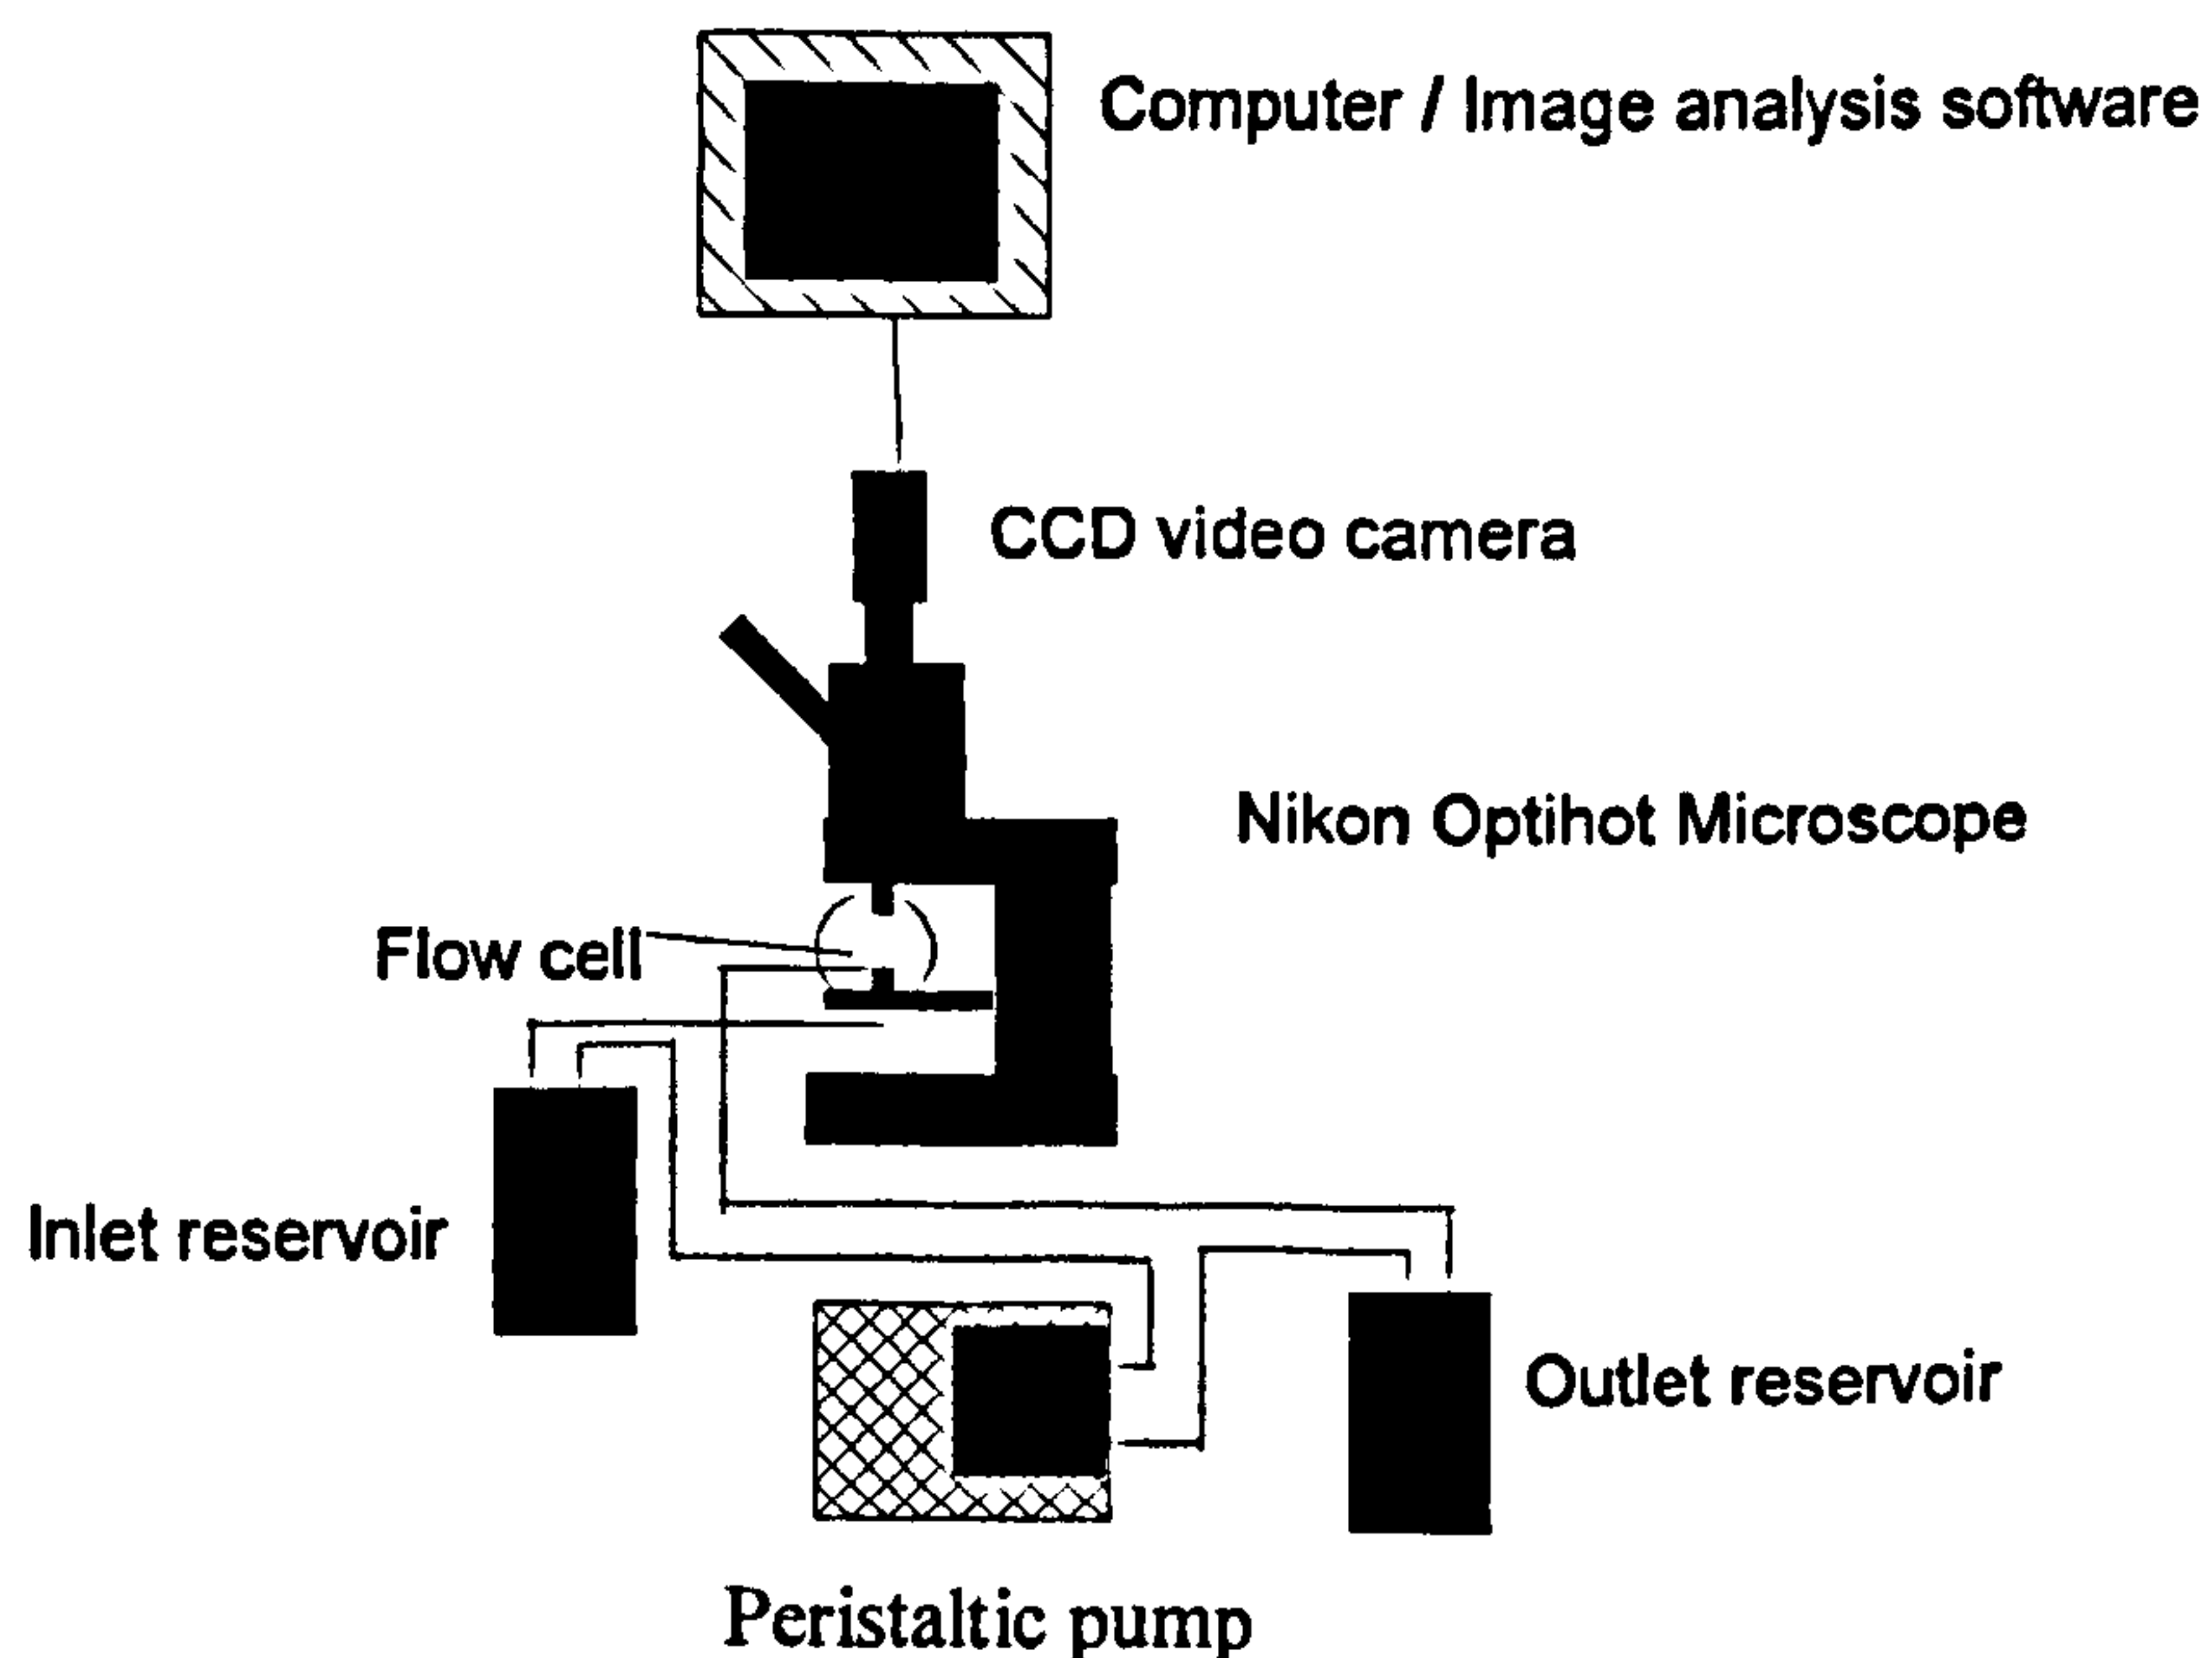 Computer / Image analysis software
CCD video camera
Nikon Optihot Microscope
Flow cell
Inlet reservoir
Outlet reservoir
Peristaltic pump